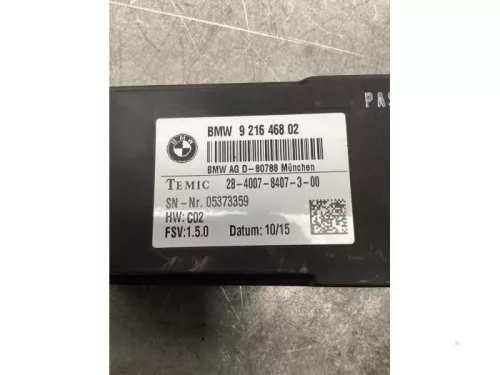 BMW 9 216 468 02
BMW AG D-80788 München
TEMIC 28-4007-8407-3-00
SN-Nr. 05373359
HW: C02
FSV:1.5.0 Datum: 10/15
PAS
BMW